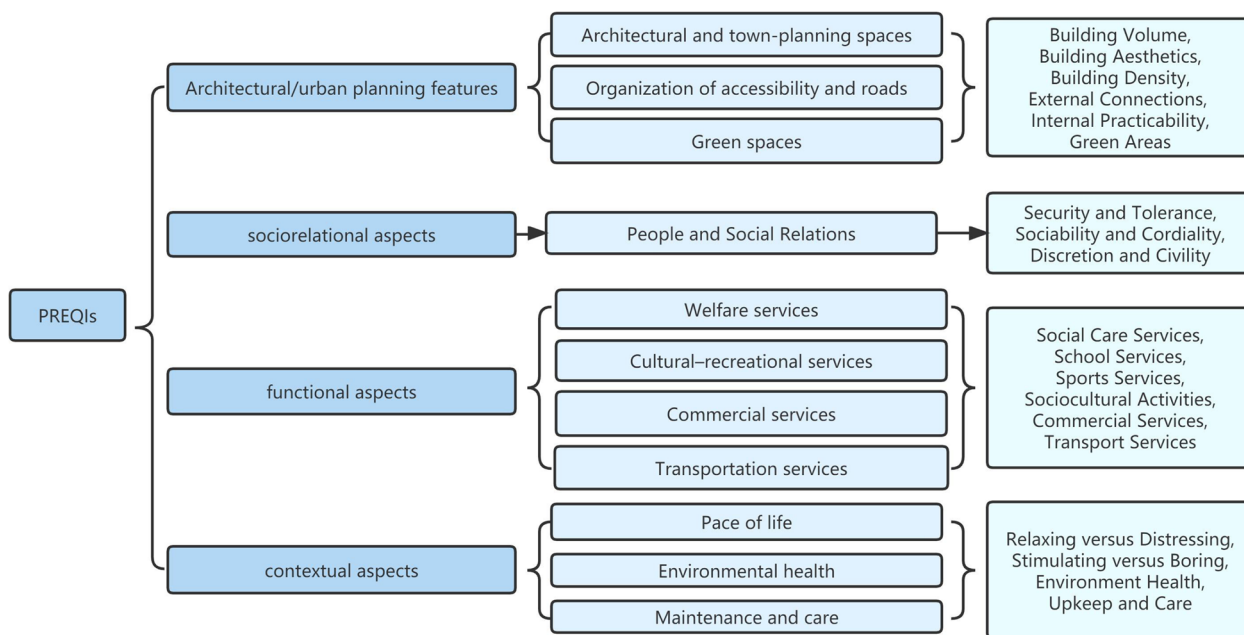 PREQIs
Architectural/urban planning features
Architectural and town-planning spaces
Organization of accessibility and roads
Green spaces
Building Volume,
Building Aesthetics,
Building Density,
External Connections,
Internal Practicability,
Green Areas
sociorelational aspects
People and Social Relations
Security and Tolerance,
Sociability and Cordiality,
Discretion and Civility
functional aspects
Welfare services
Cultural–recreational services
Commercial services
Transportation services
Social Care Services,
School Services,
Sports Services,
Sociocultural Activities,
Commercial Services,
Transport Services
contextual aspects
Pace of life
Environmental health
Maintenance and care
Relaxing versus Distressing,
Stimulating versus Boring,
Environment Health,
Upkeep and Care